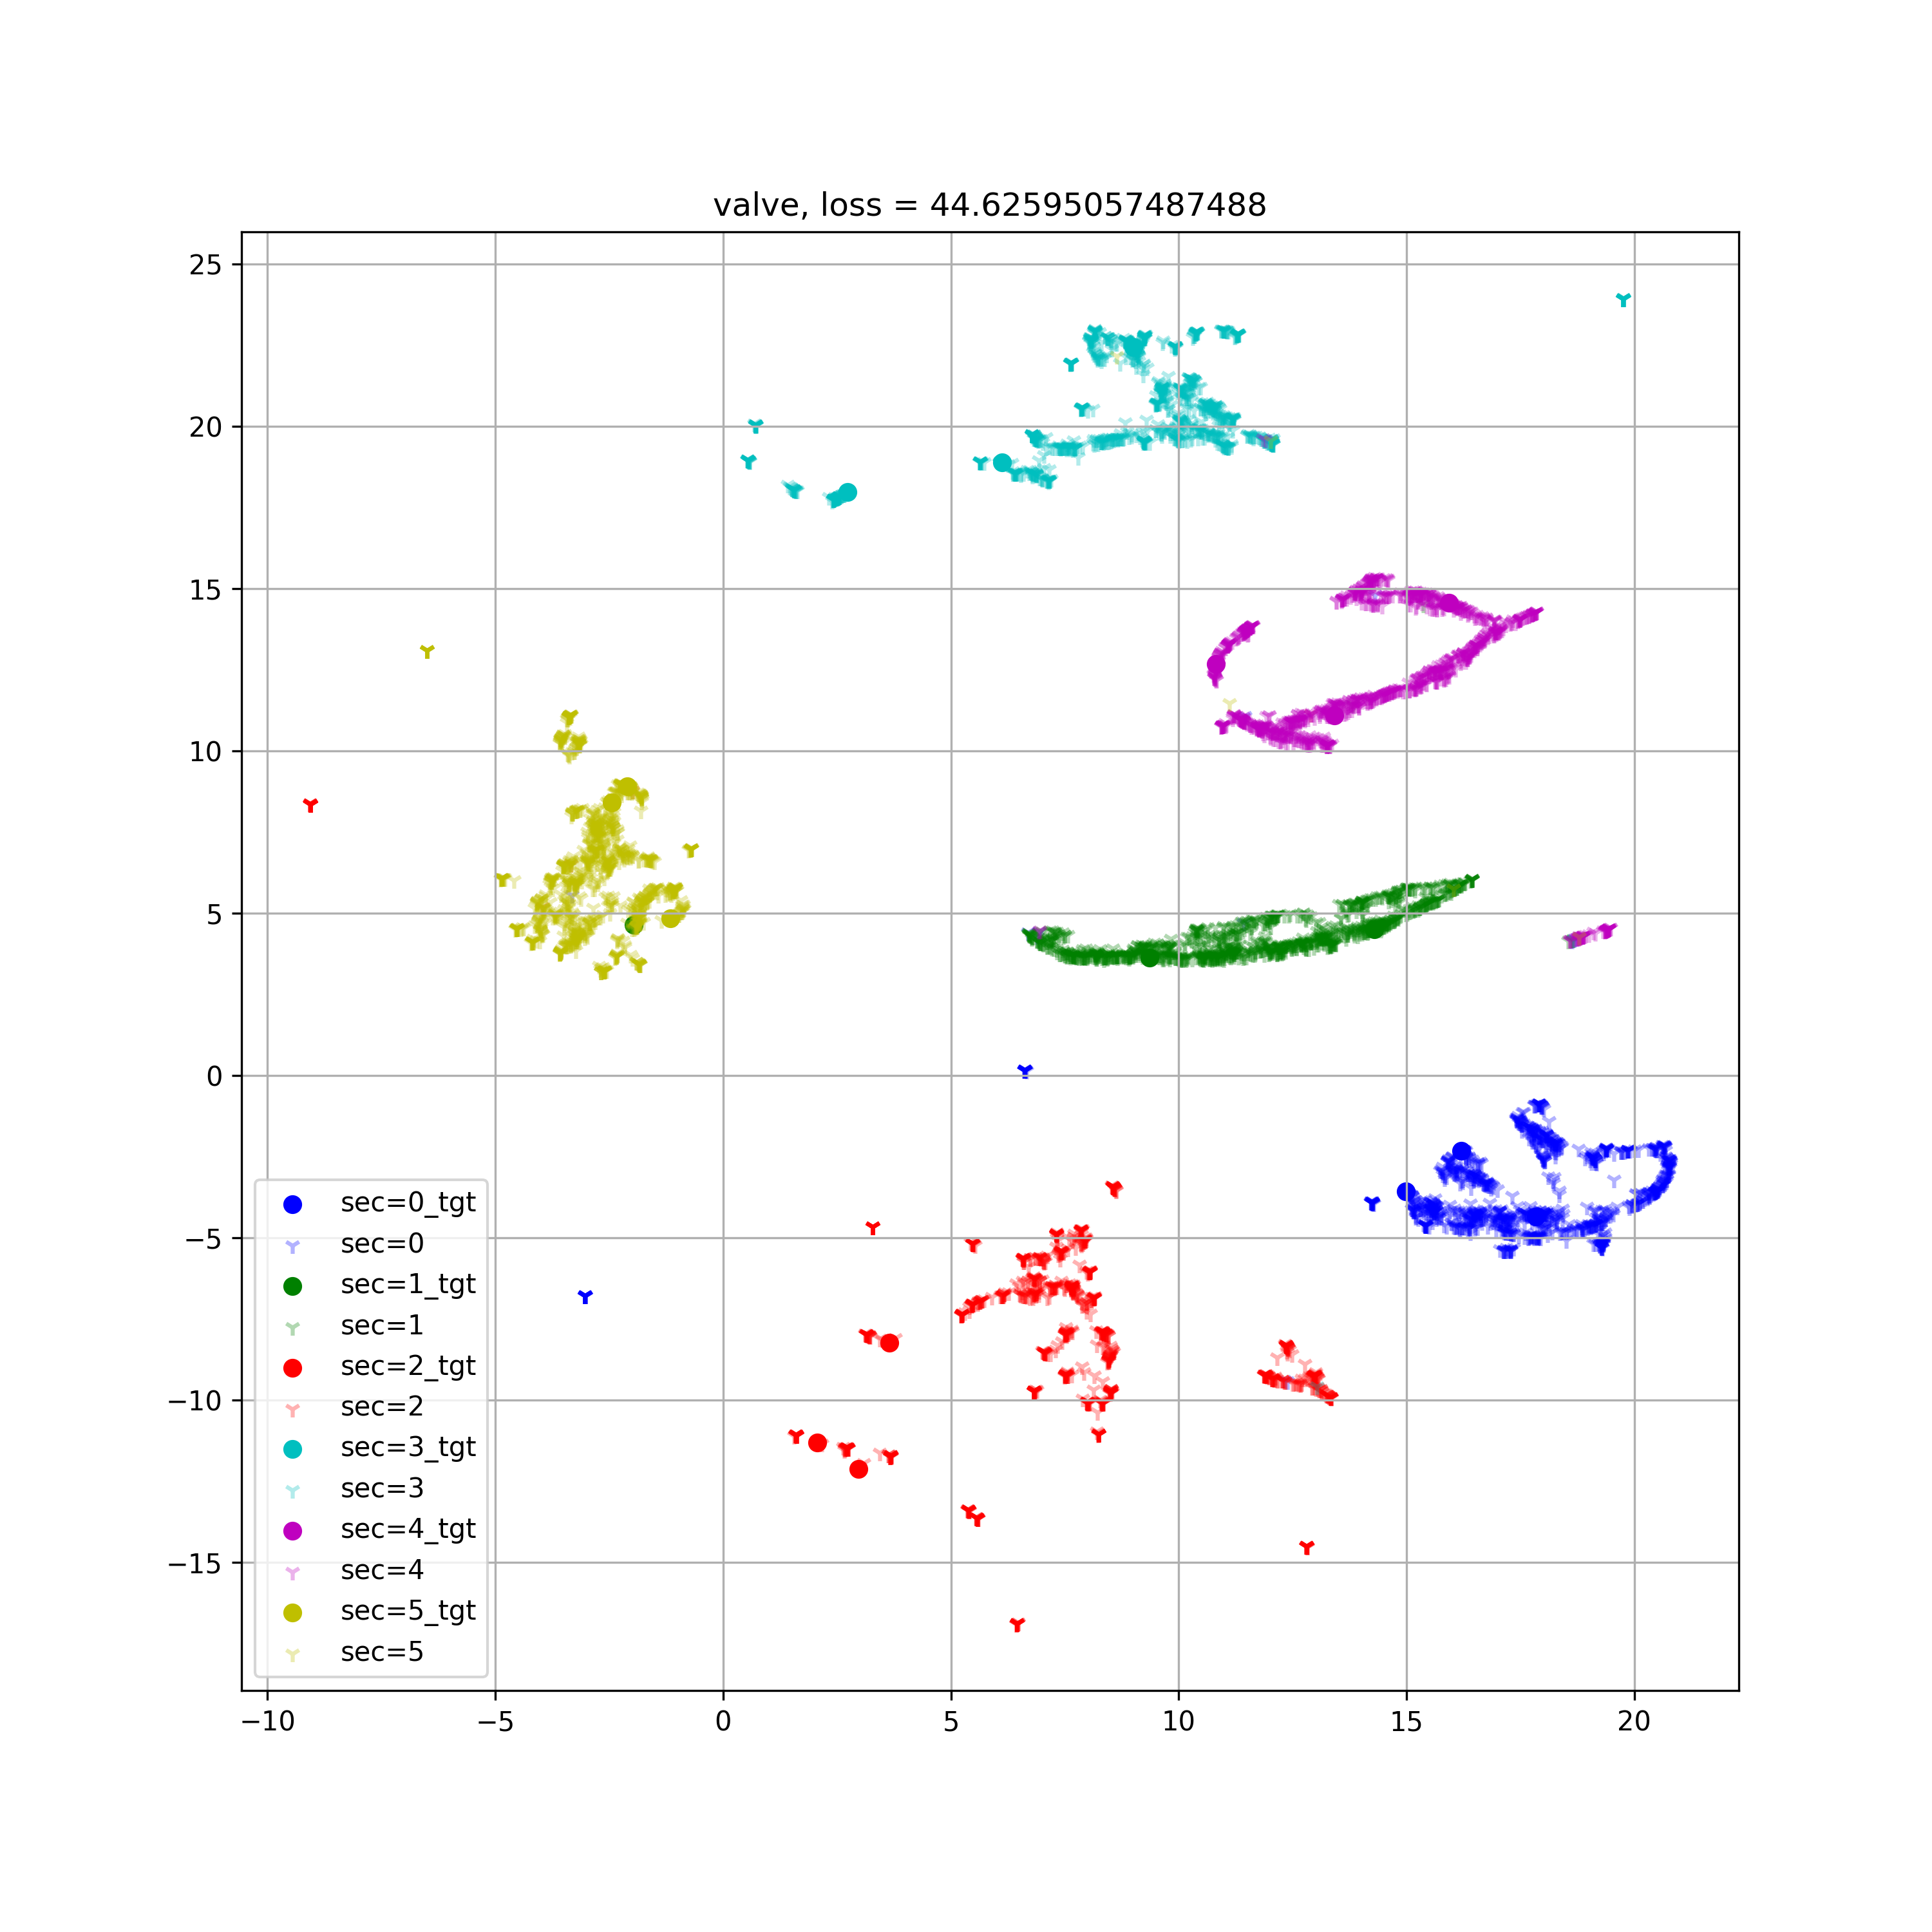 valve, loss = 44.62595057487488
25
20
15
10
5
0
−5
−10
−15
sec=0_tgt
sec=0
sec=1_tgt
sec=1
sec=2_tgt
sec=2
sec=3_tgt
sec=3
sec=4_tgt
sec=4
sec=5_tgt
sec=5
−10 −5 0 5 10 15 20